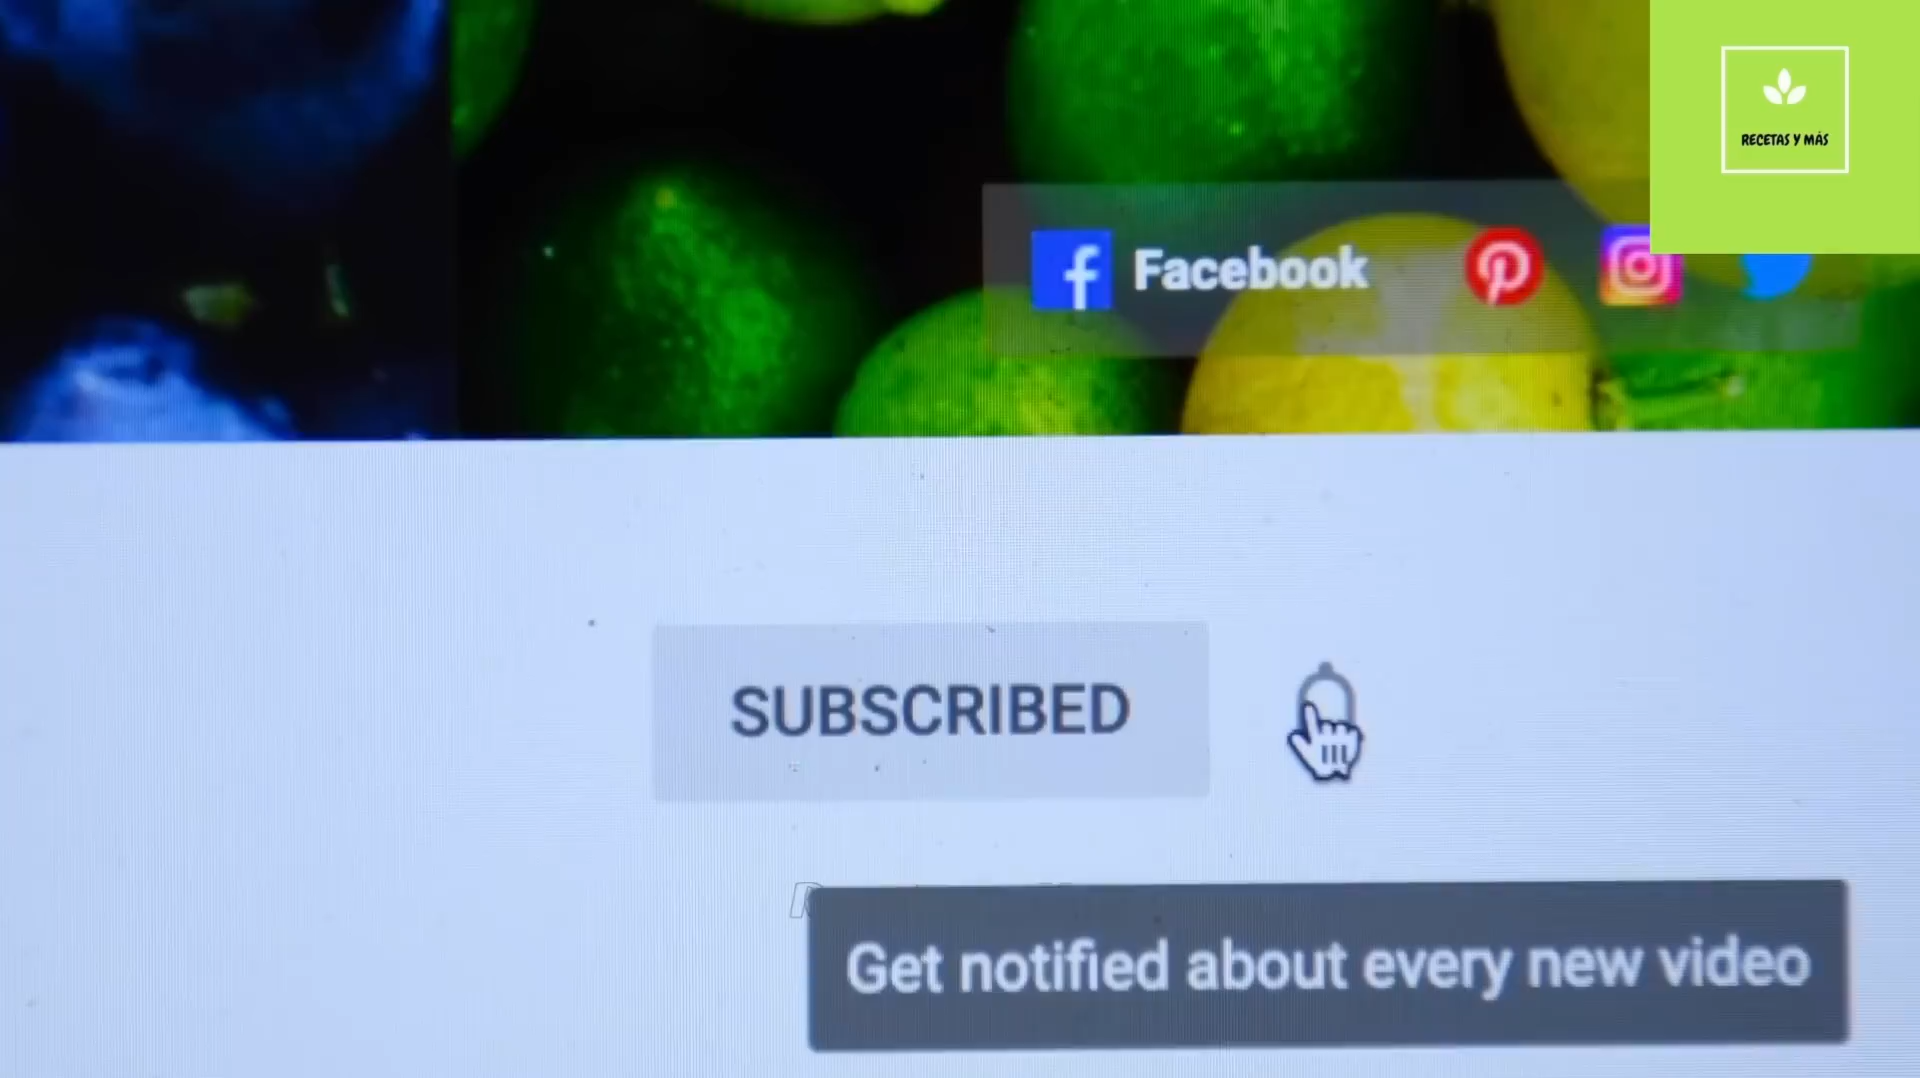 RECETAS Y MÁS
Facebook
SUBSCRIBED
Get notified about every new video